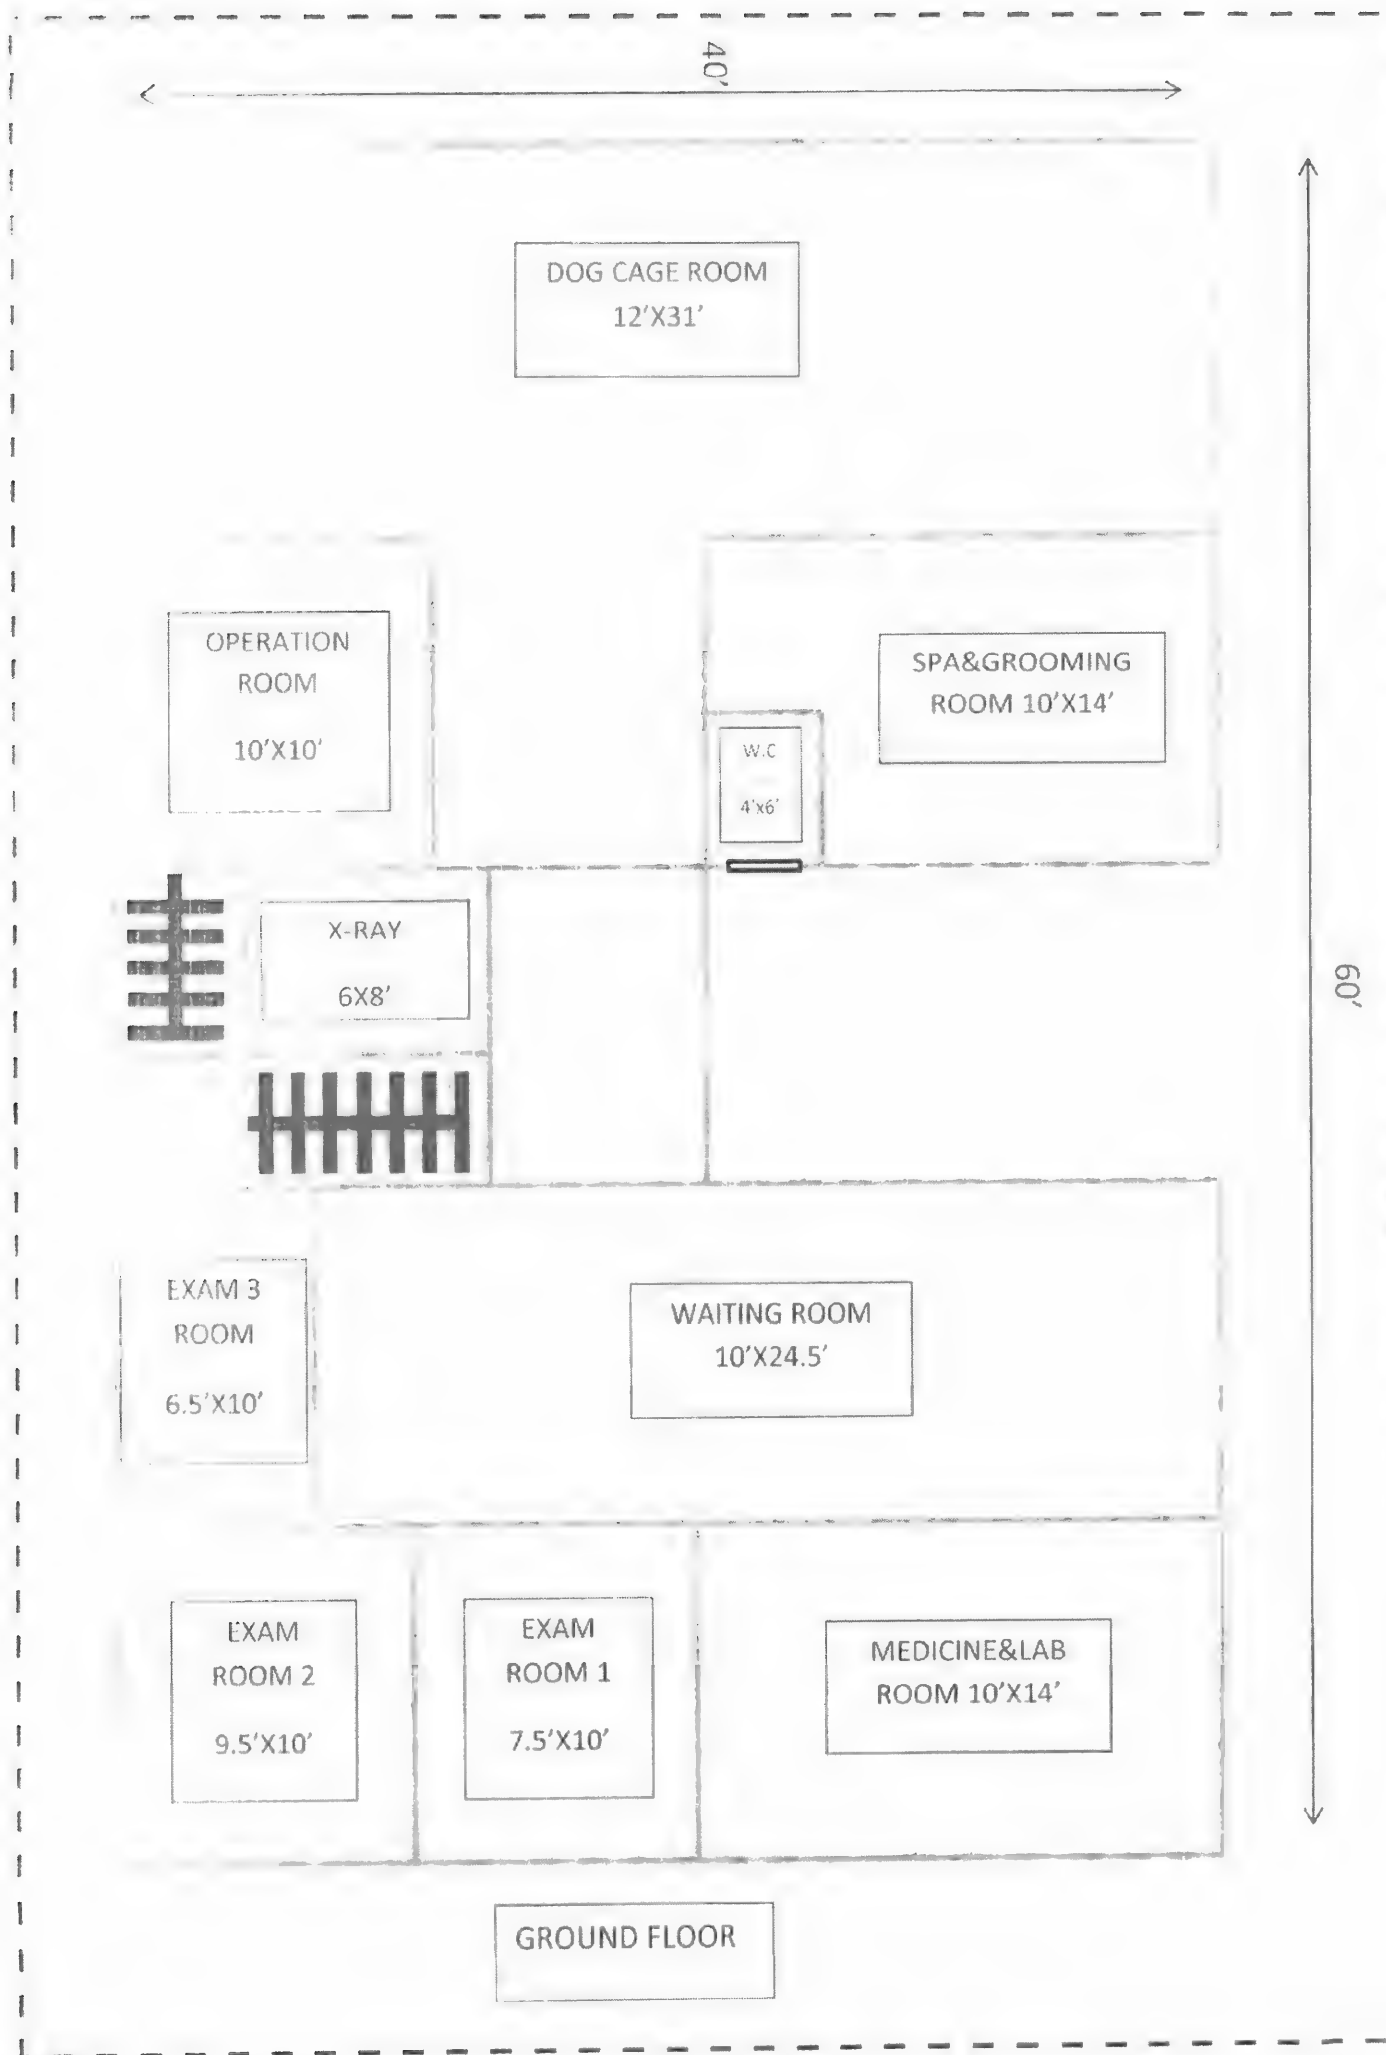 40'
DOG CAGE ROOM
12'X31'
OPERATION
ROOM
10'X10'
SPA&GROOMING
ROOM 10'X14'
W.C
4'x6'
X-RAY
6X8'
60'
EXAM 3
ROOM
6.5'X10'
WAITING ROOM
10'X24.5'
EXAM
ROOM 2
9.5'X10'
EXAM
ROOM 1
7.5'X10'
MEDICINE&LAB
ROOM 10'X14'
GROUND FLOOR